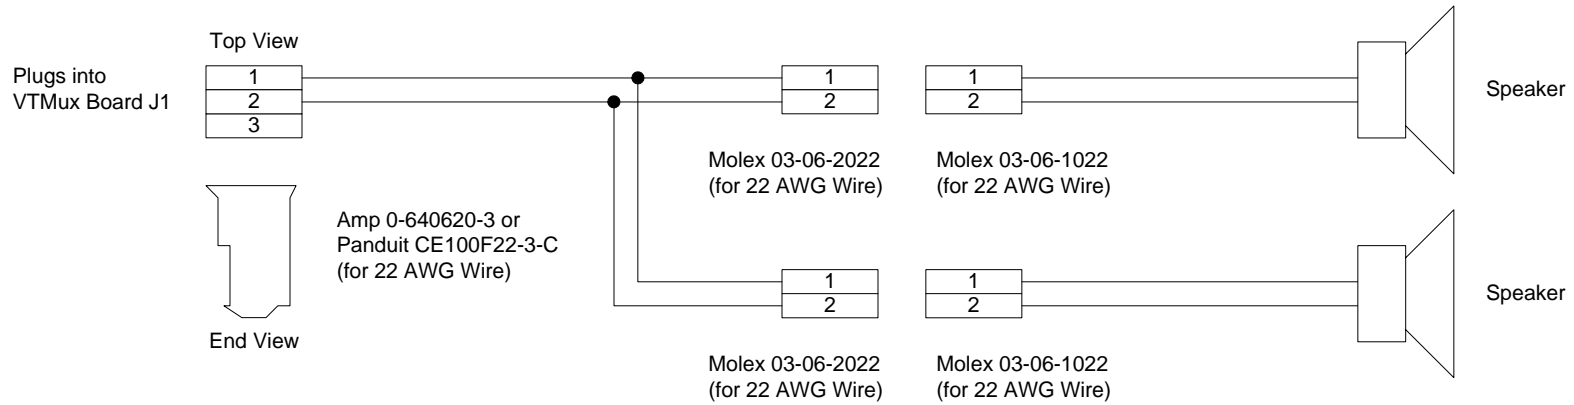 Top View
Plugs into
VTMux Board J1
1
2
3
1
2
1
2
Speaker
Molex 03-06-2022
(for 22 AWG Wire)
Molex 03-06-1022
(for 22 AWG Wire)
Amp 0-640620-3 or
Panduit CE100F22-3-C
(for 22 AWG Wire)
End View
1
2
1
2
Speaker
Molex 03-06-2022
(for 22 AWG Wire)
Molex 03-06-1022
(for 22 AWG Wire)